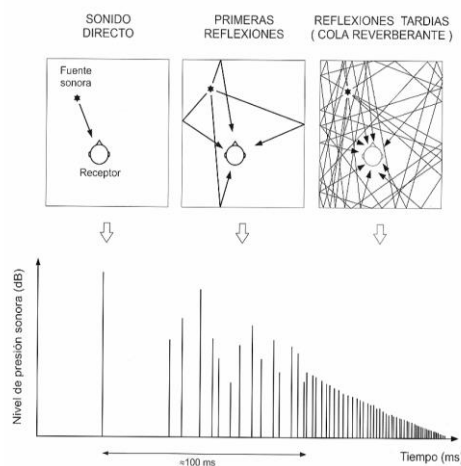 SONIDO
DIRECTO
PRIMERAS
REFLEXIONES
REFLEXIONES TARDIAS
( COLA REVERBERANTE )
Fuente
sonora
Receptor
Nivel de presión sonora (dB)
≈100 ms
Tiempo (ms)